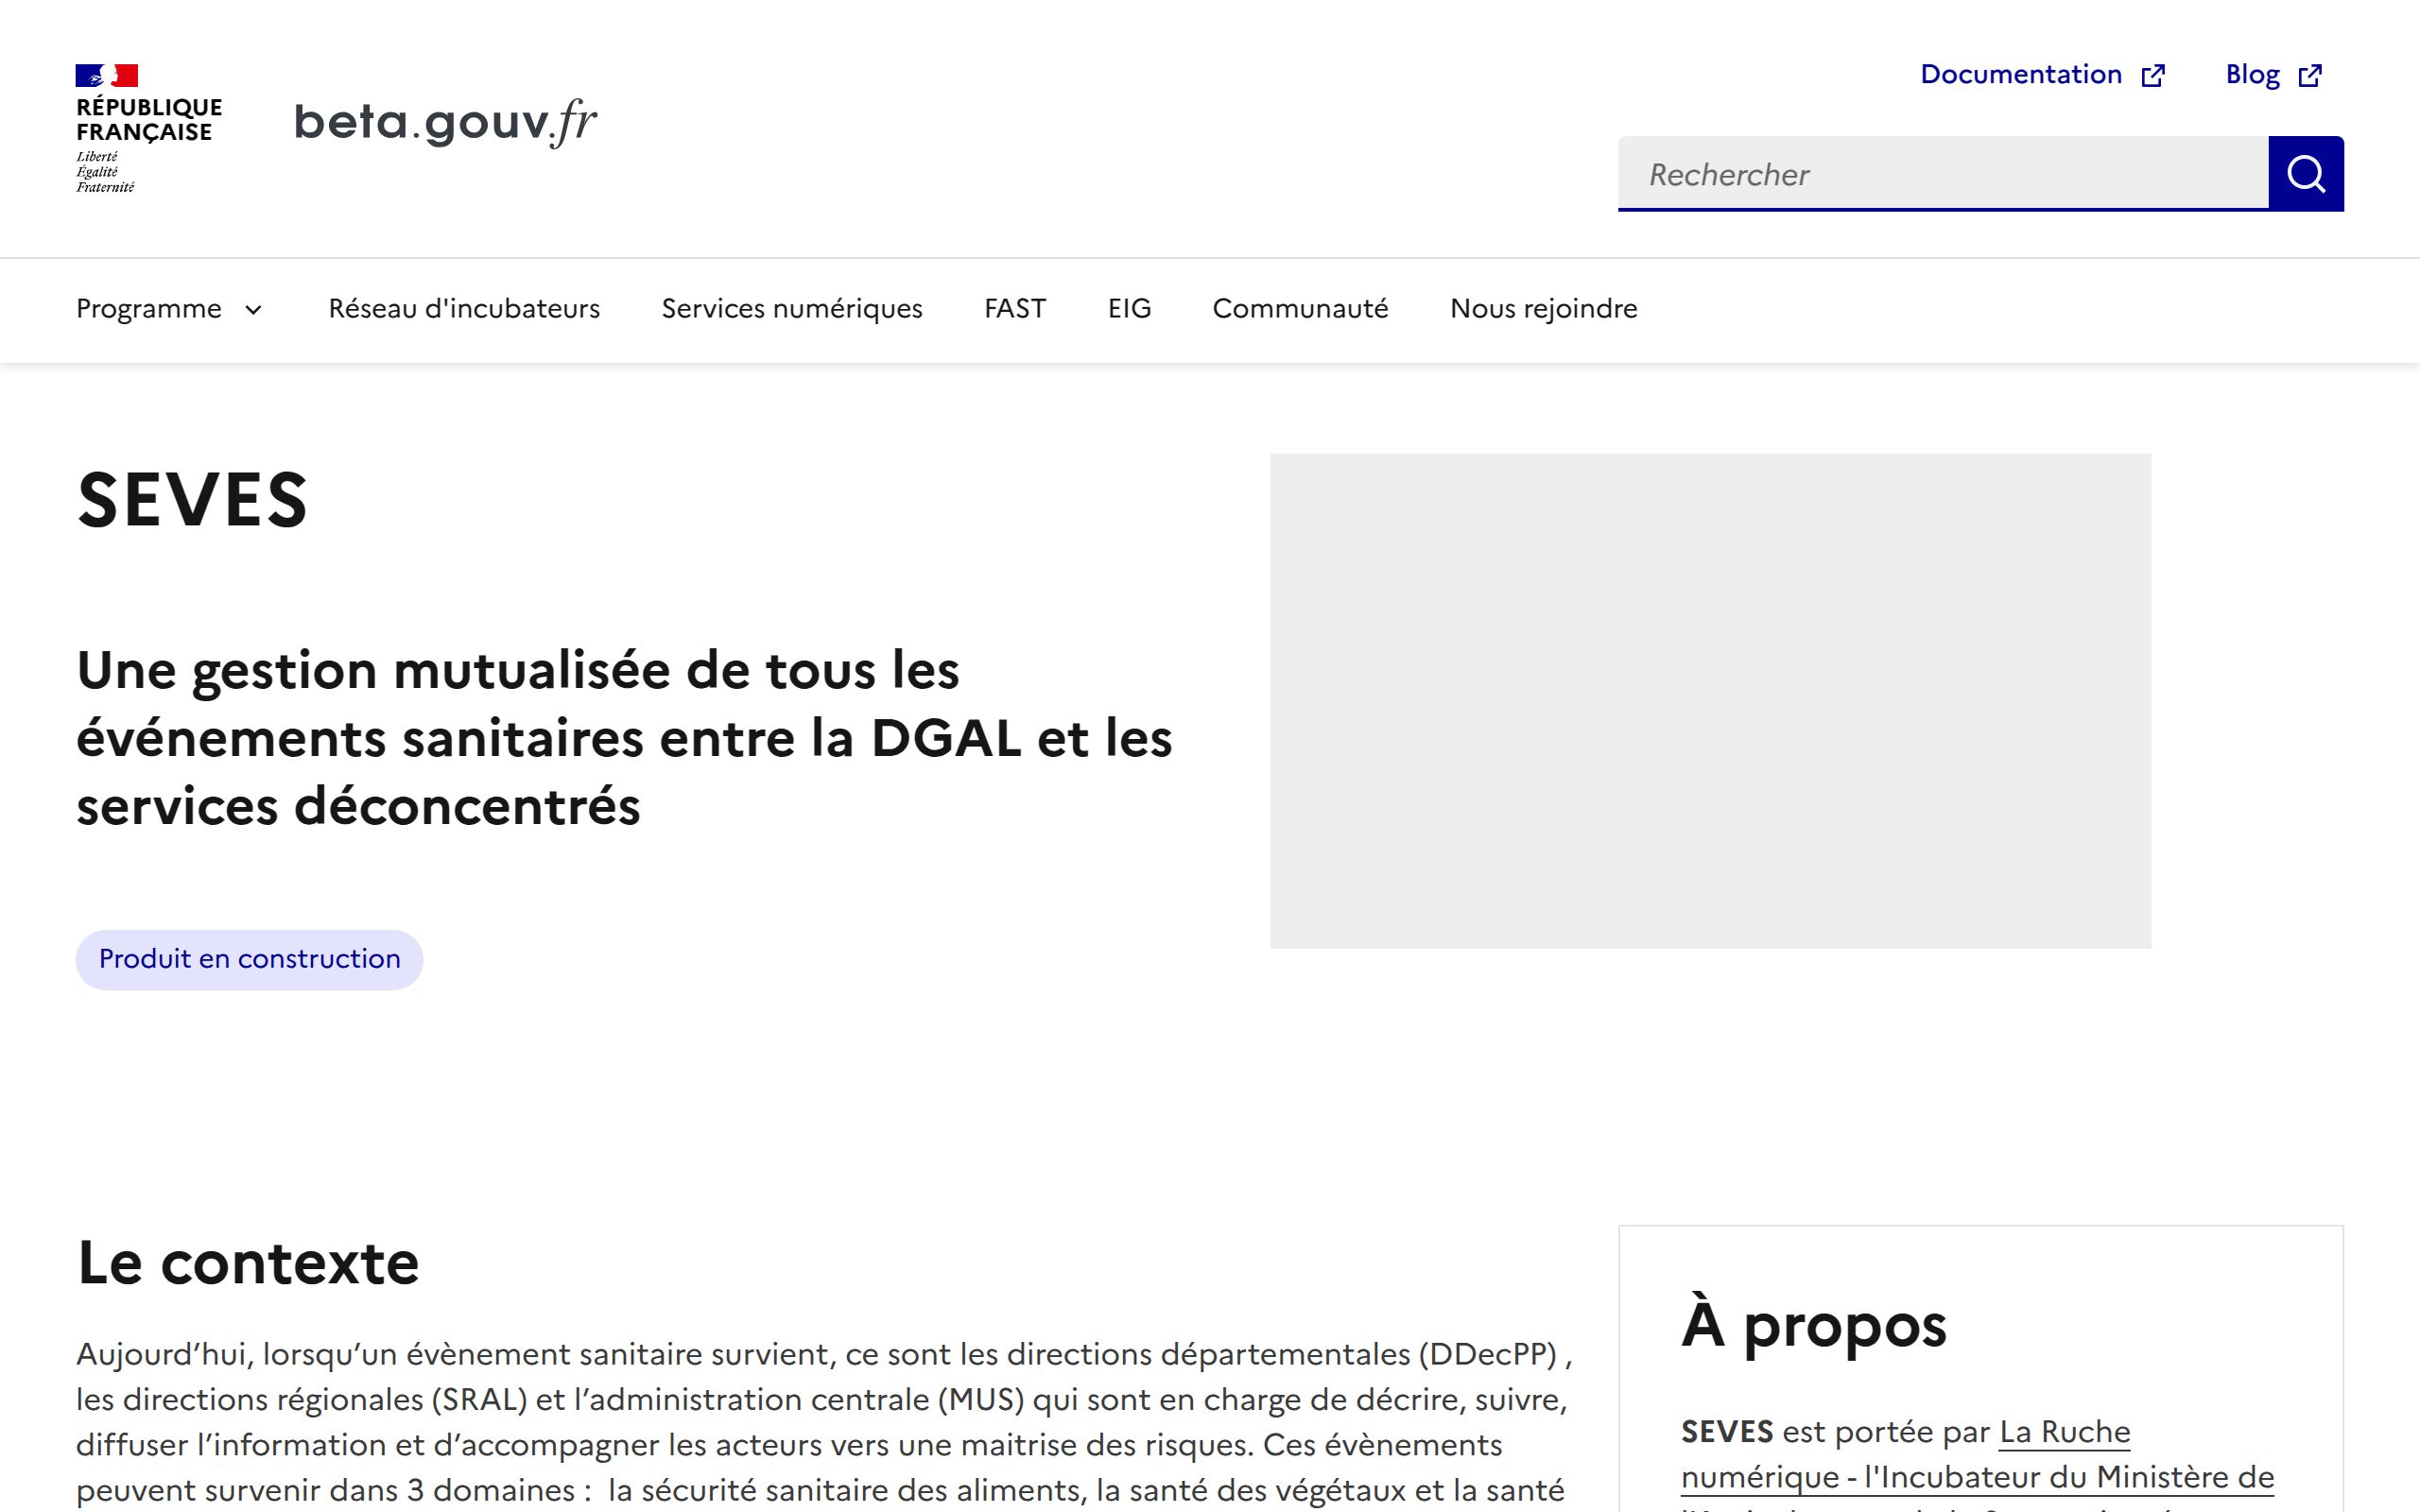 RÉPUBLIQUE
FRANÇAISE
Liberté
Égalité
Fraternité
beta.gouv.fr
Documentation
Blog
Rechercher
Programme
Réseau d'incubateurs
Services numériques
FAST
EIG
Communauté
Nous rejoindre
SEVES
Une gestion mutualisée de tous les
événements sanitaires entre la DGAL et les
services déconcentrés
Produit en construction
Le contexte
Aujourd’hui, lorsqu’un évènement sanitaire survient, ce sont les directions départementales (DDecPP) ,
les directions régionales (SRAL) et l’administration centrale (MUS) qui sont en charge de décrire, suivre,
diffuser l’information et d’accompagner les acteurs vers une maitrise des risques. Ces évènements
peuvent survenir dans 3 domaines :  la sécurité sanitaire des aliments, la santé des végétaux et la santé
À propos
SEVES est portée par La Ruche
numérique - l'Incubateur du Ministère de